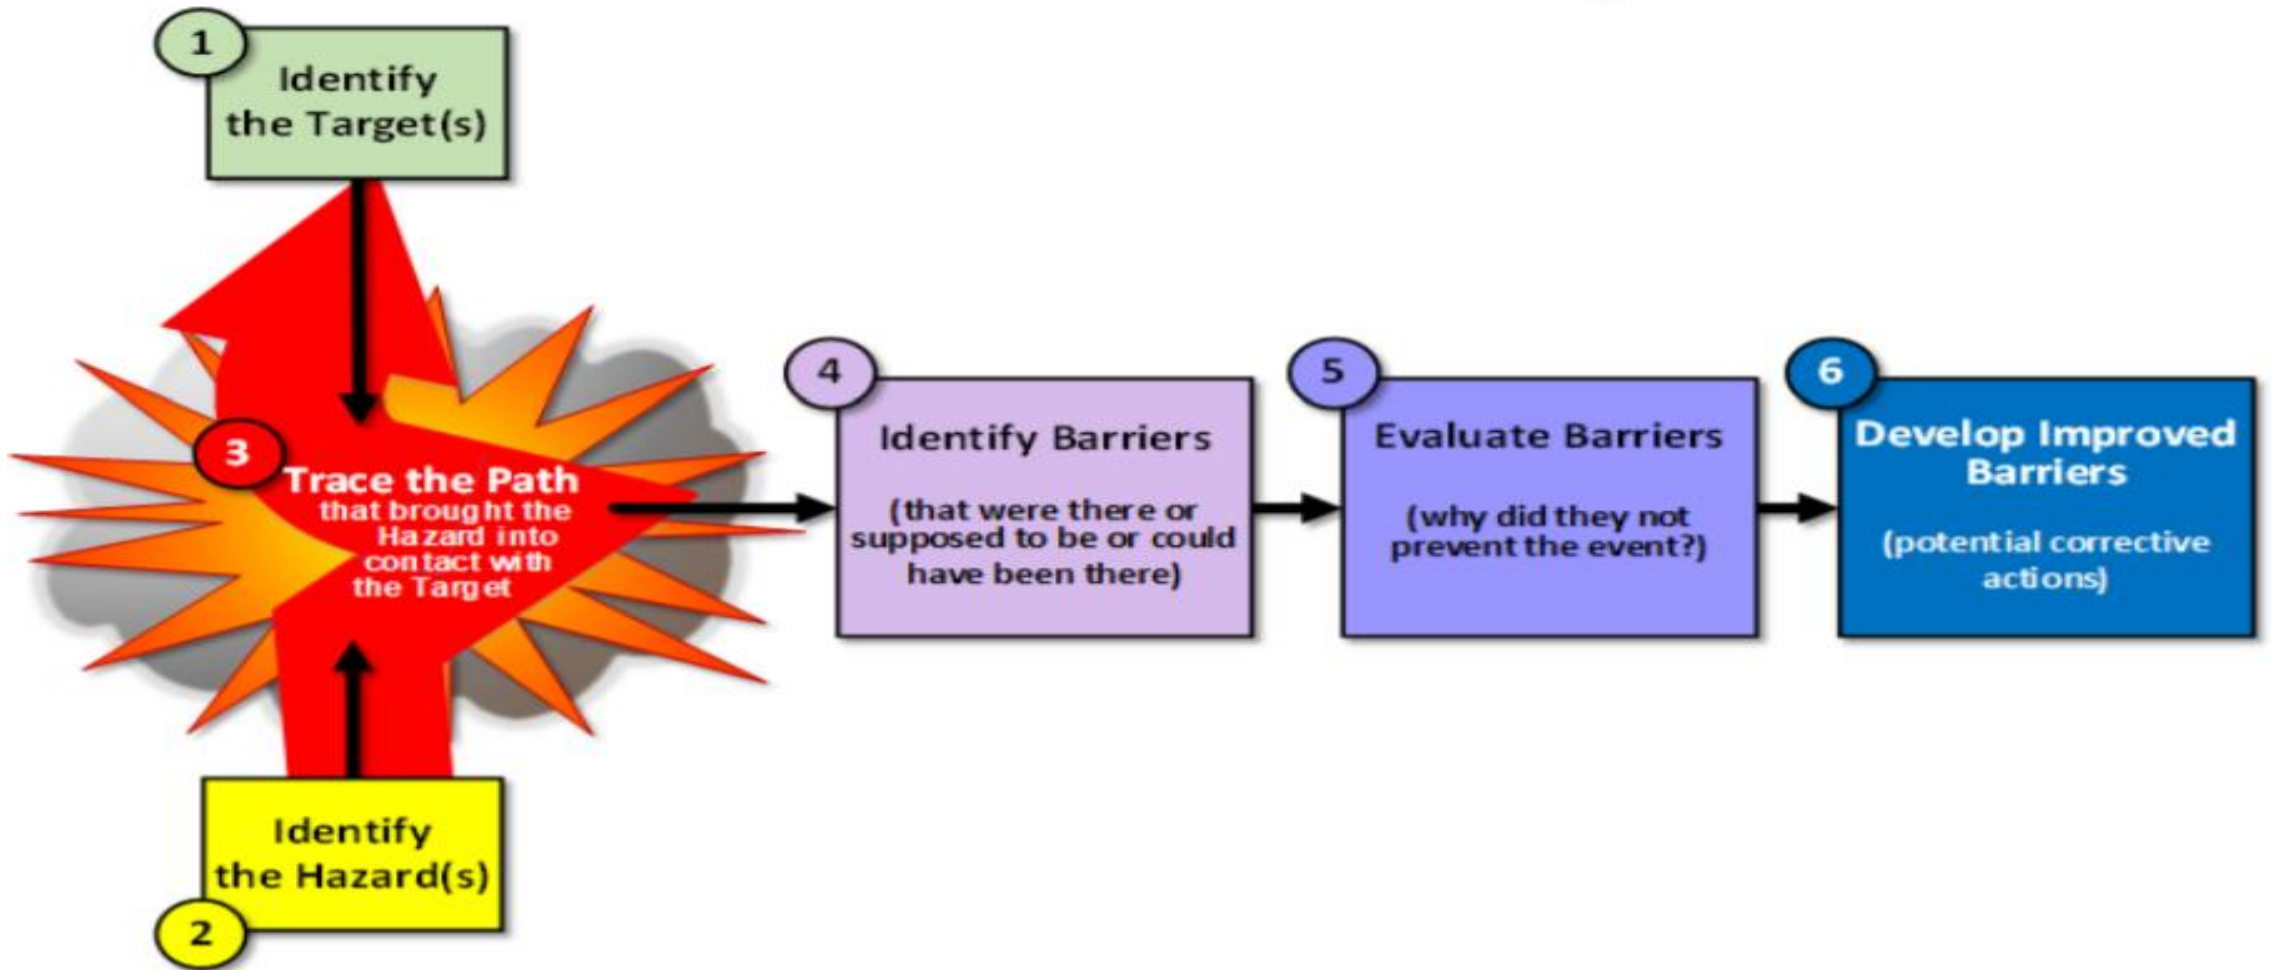 1
Identify
the Target(s)
2
Identify
the Hazard(s)
3
Trace the Path
that brought the
Hazard into
contact with
the Target
4
Identify Barriers
(that were there or
supposed to be or could
have been there)
5
Evaluate Barriers
(why did they not
prevent the event?)
6
Develop Improved
Barriers
(potential corrective
actions)